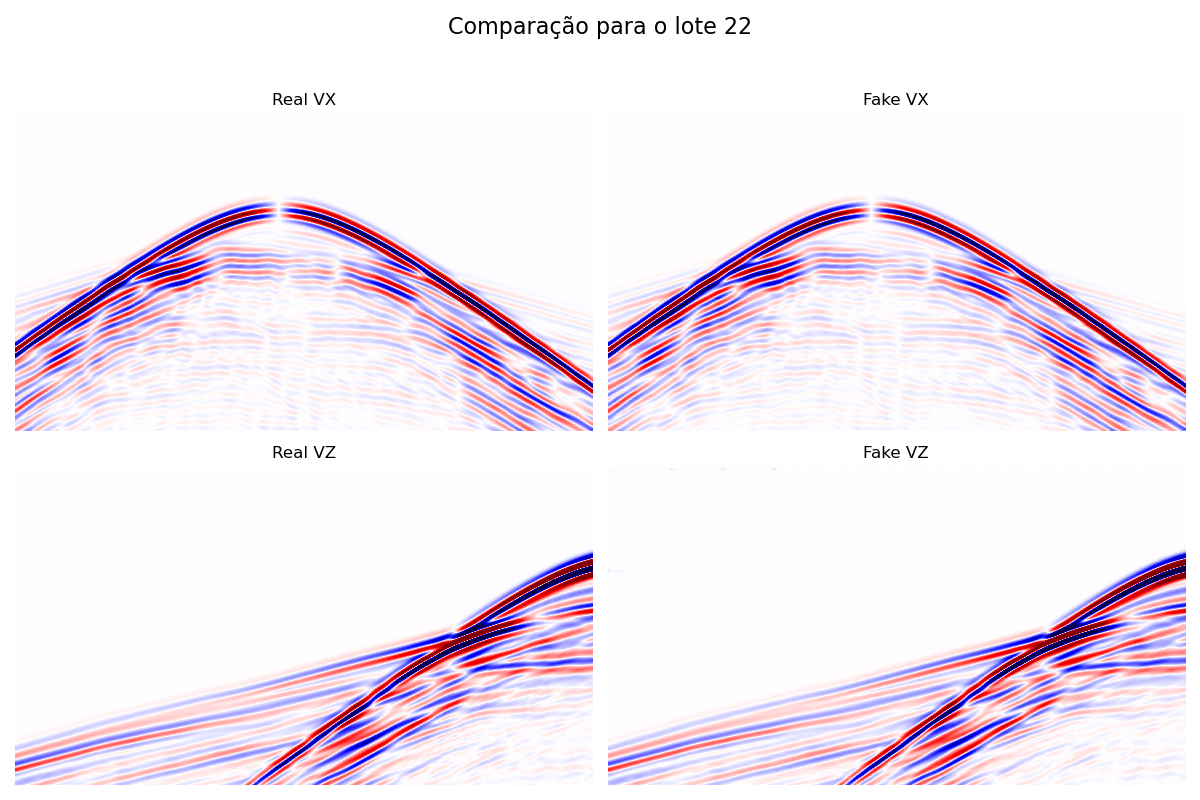 Comparação para o lote 22
Real VX
Fake VX
Real VZ
Fake VZ